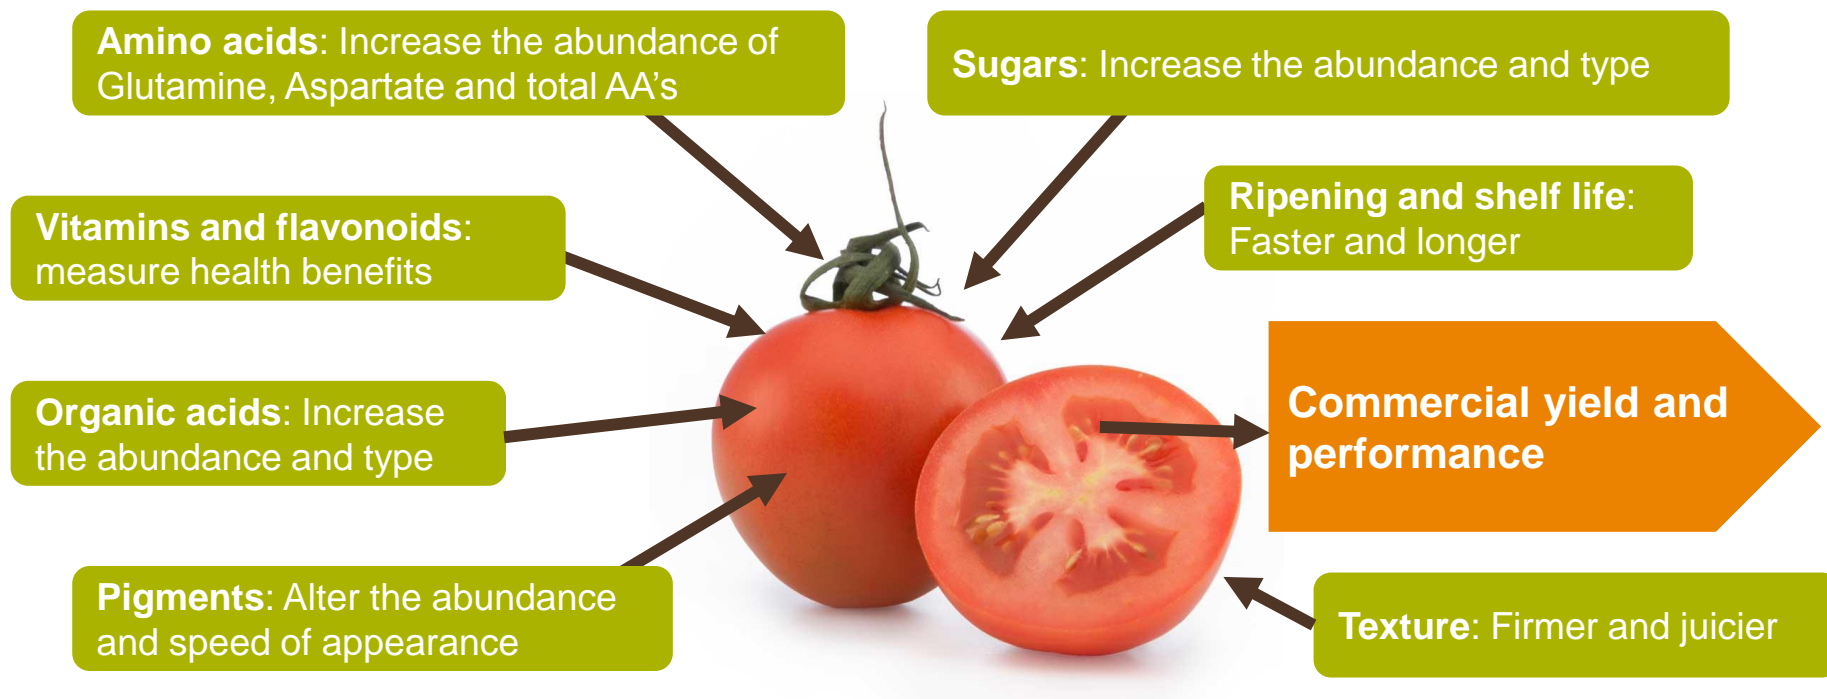 Amino acids: Increase the abundance of
Glutamine, Aspartate and total AA's
Sugars: Increase the abundance and type
Vitamins and flavonoids:
measure health benefits
Ripening and shelf life:
Faster and longer
Organic acids: Increase
the abundance and type
Commercial yield and
performance
Pigments: Alter the abundance
and speed of appearance
Texture: Firmer and juicier